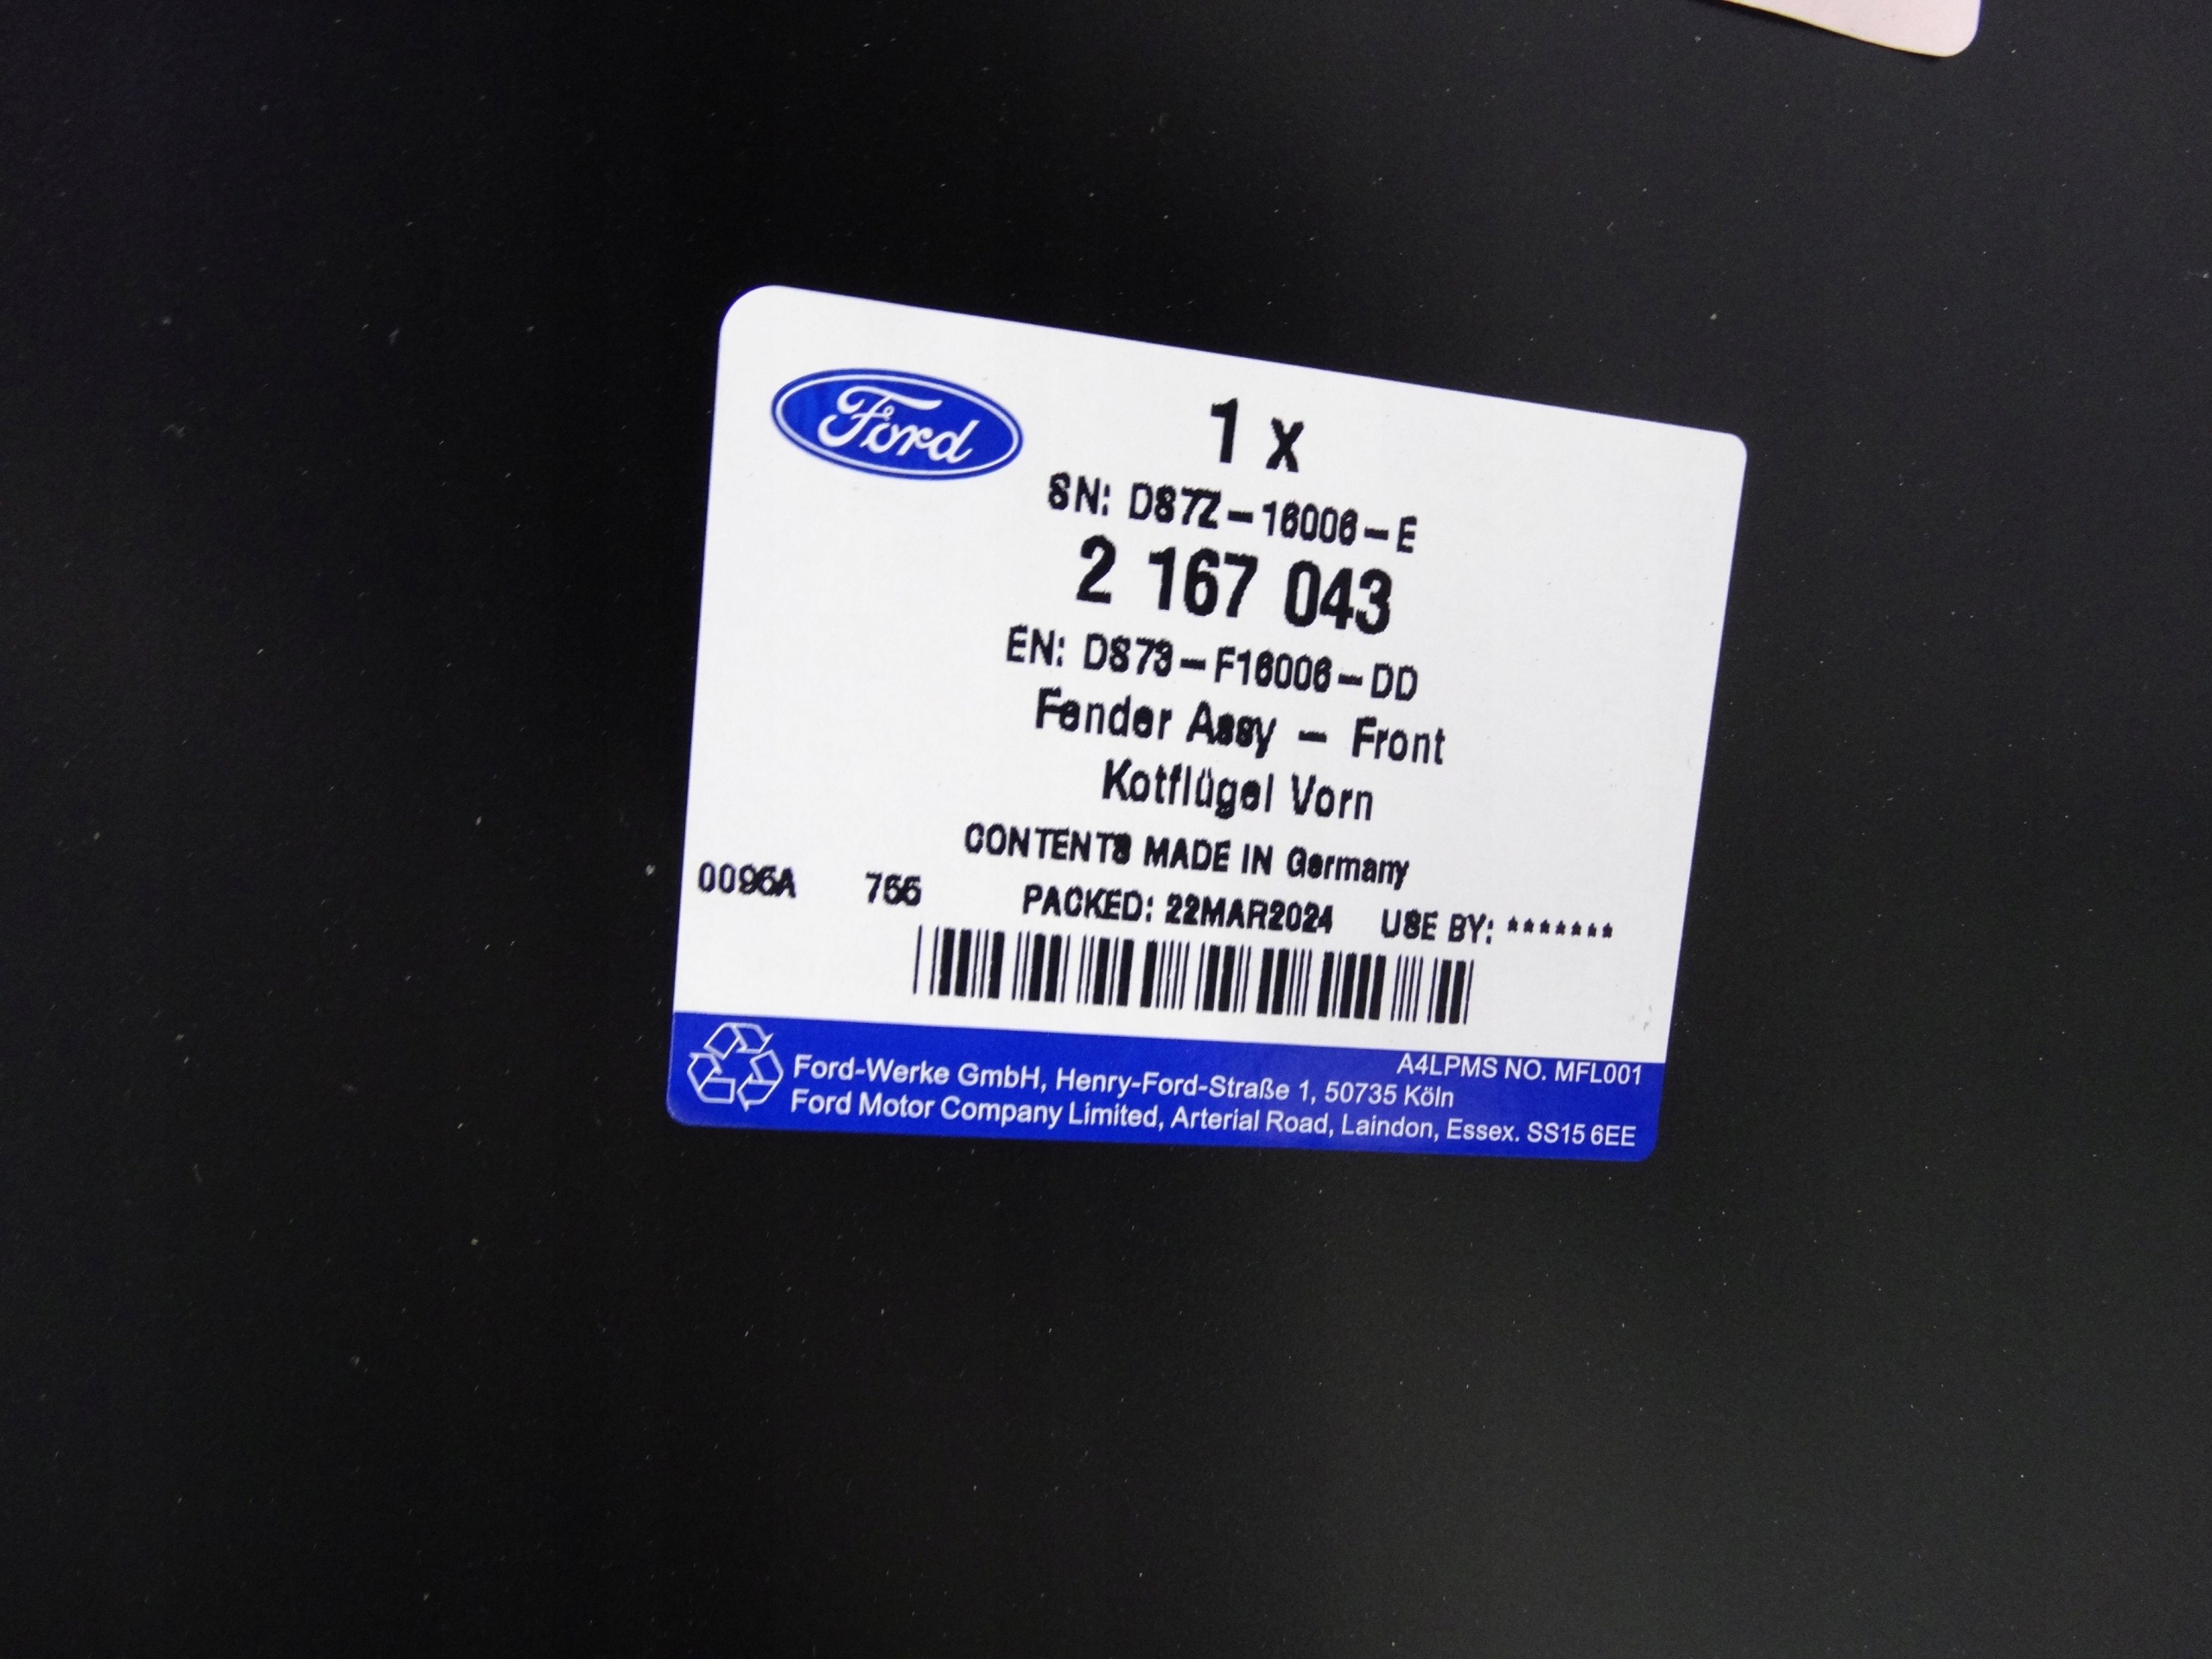 Ford
1 x
SN: DS7Z-16006-E
2 167 043
EN: DS73-F16006-DD
Fender Assy - Front
Kotflügel Vorn
CONTENTS MADE IN Germany
0096A 755 PACKED: 22MAR2024 USE BY: *******
A4LPMS NO. MFL001
Ford-Werke GmbH, Henry-Ford-Straße 1, 50735 Köln
Ford Motor Company Limited, Arterial Road, Laindon, Essex. SS15 6EE